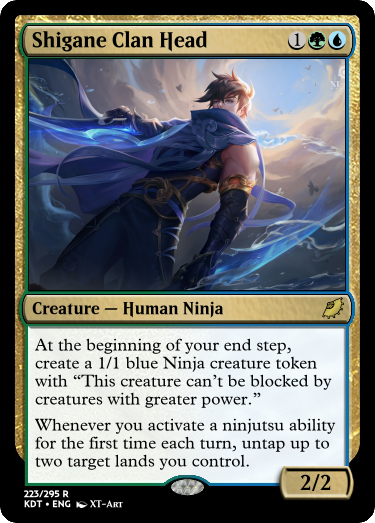 Shigane Clan Head 1
Creature — Human Ninja
At the beginning of your end step,
create a 1/1 blue Ninja creature token
with “This creature can’t be blocked by
creatures with greater power.”
Whenever you activate a ninjutsu ability
for the first time each turn, untap up to
two target lands you control.
2/2
223/295 R
KDT • ENG XT-Art